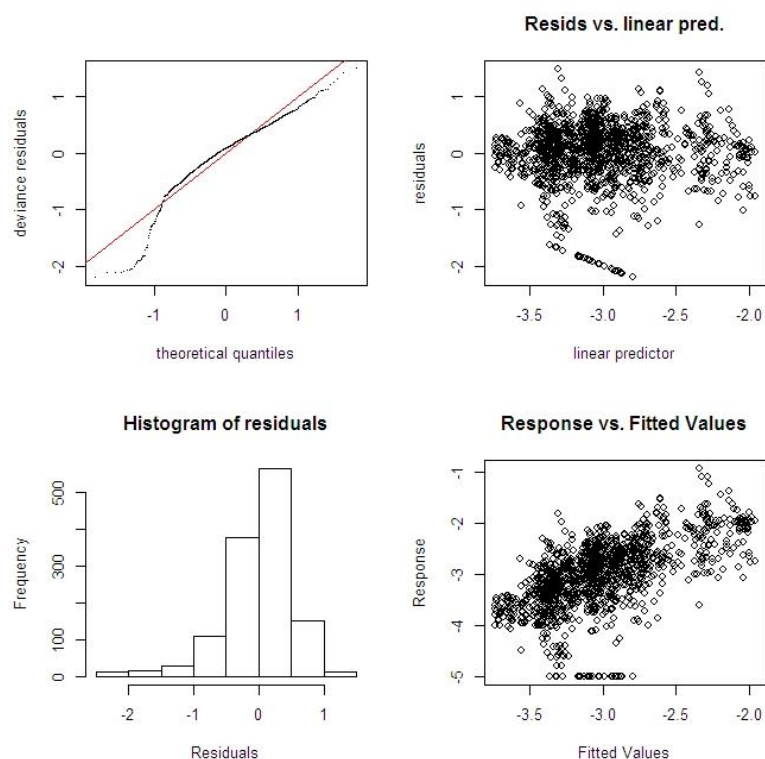 deviance residuals
1
0
-1
-2
-1
0
1
theoretical quantiles
Resids vs. linear pred.
residuals
1
0
-1
-2
-3.5
-3.0
-2.5
-2.0
linear predictor
Histogram of residuals
Frequency
500
300
100
0
-2
-1
0
1
Residuals
Response vs. Fitted Values
Response
-1
-2
-3
-4
-5
-3.5
-3.0
-2.5
-2.0
Fitted Values